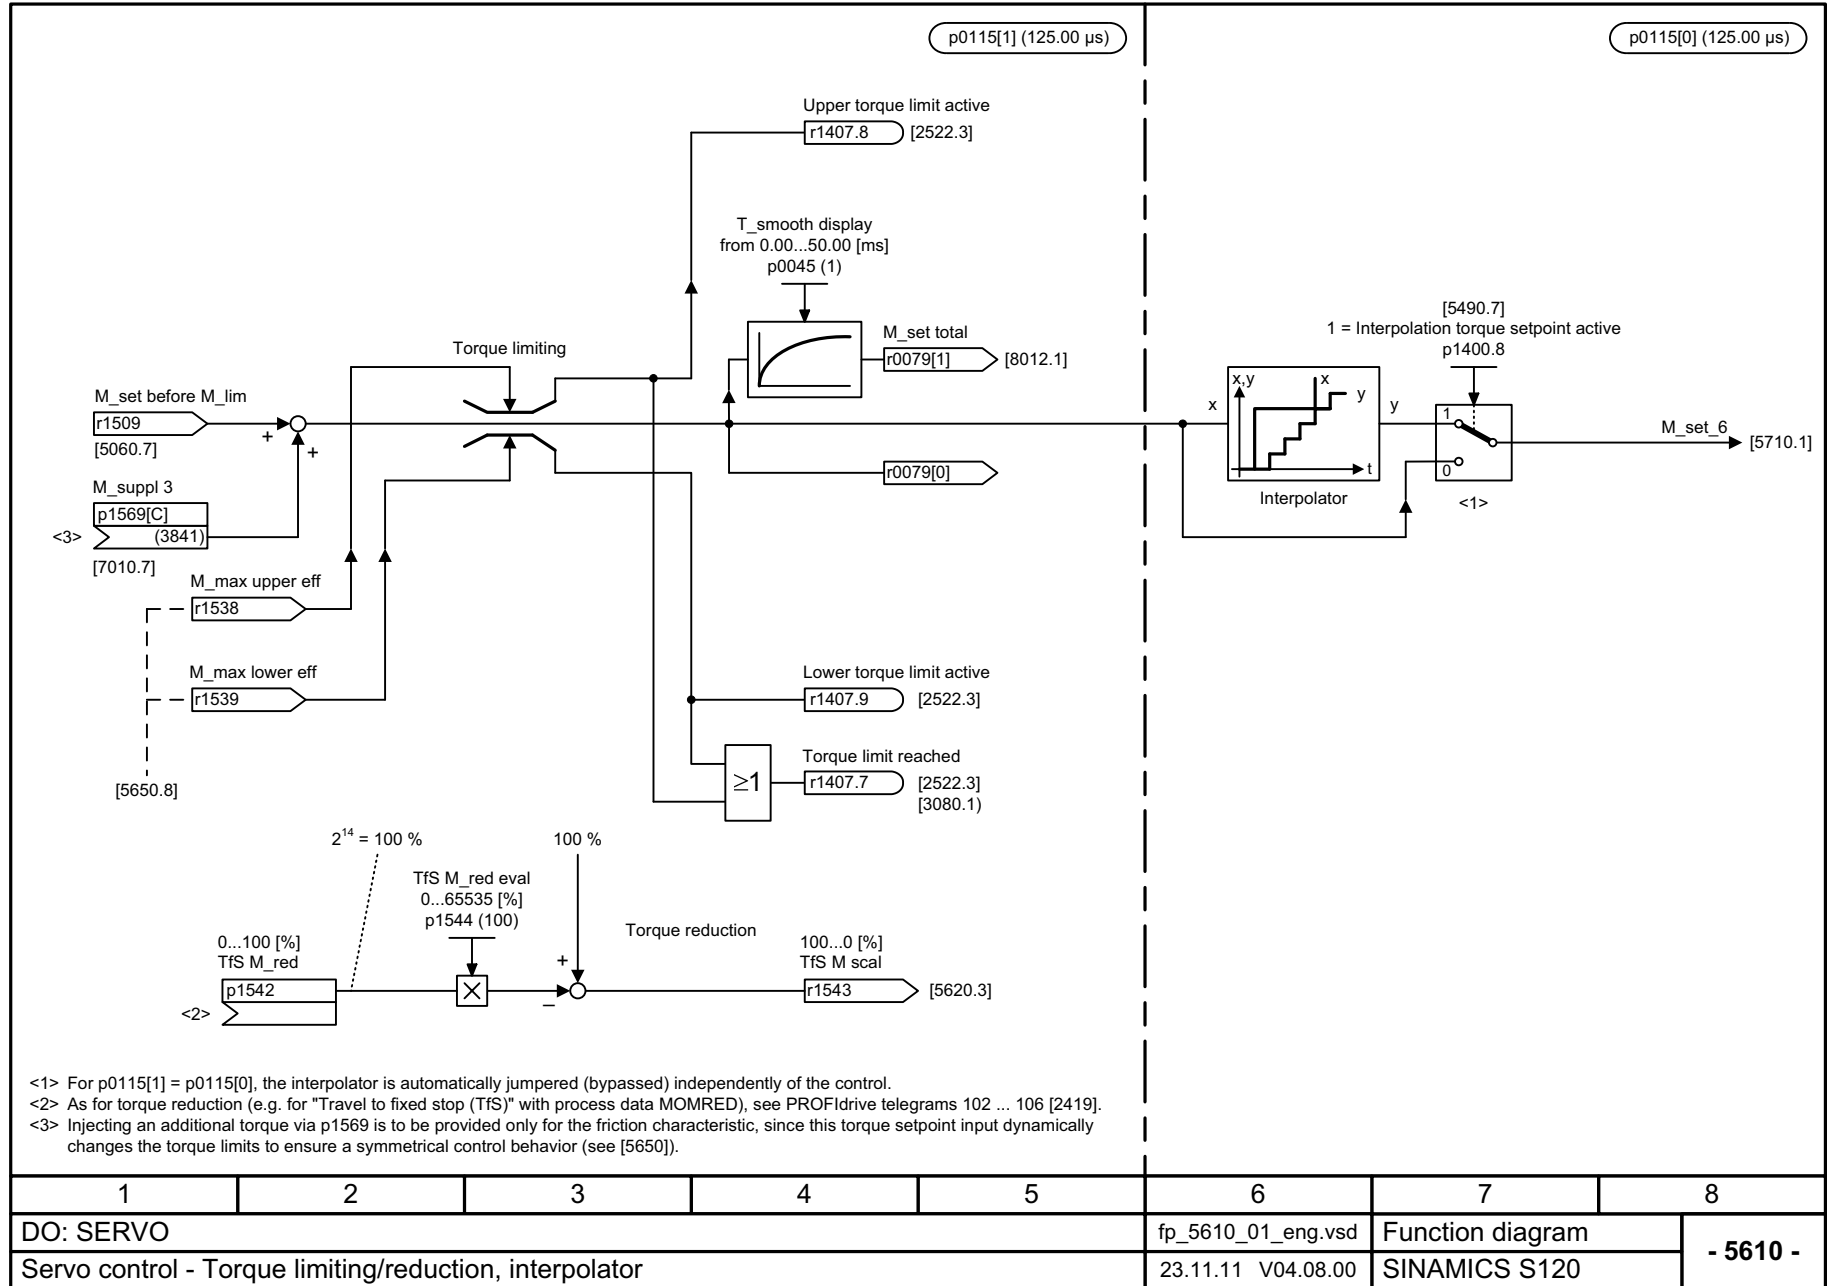 p0115[1] (125.00 µs)
p0115[0] (125.00 µs)
Upper torque limit active
r1407.8
[2522.3]
T_smooth display
from 0.00...50.00 [ms]
p0045 (1)
M_set total
r0079[1]
[8012.1]
Torque limiting
[5490.7]
1 = Interpolation torque setpoint active
p1400.8
M_set before M_lim
r1509
[5060.7]
+
+
x
x,y
x
y
t
Interpolator
y
1
0
<1>
M_set_6
[5710.1]
r0079[0]
M_suppl 3
p1569[C]
<3>
(3841)
[7010.7]
M_max upper eff
r1538
M_max lower eff
r1539
[5650.8]
Lower torque limit active
r1407.9
[2522.3]
Torque limit reached
≥1
r1407.7
[2522.3]
[3080.1)
2^14 = 100 %
100 %
TfS M_red eval
0...65535 [%]
p1544 (100)
Torque reduction
0...100 [%]
TfS M_red
p1542
<2>
×
+
–
100...0 [%]
TfS M scal
r1543
[5620.3]
<1> For p0115[1] = p0115[0], the interpolator is automatically jumpered (bypassed) independently of the control.
<2> As for torque reduction (e.g. for "Travel to fixed stop (TfS)" with process data MOMRED), see PROFIdrive telegrams 102 ... 106 [2419].
<3> Injecting an additional torque via p1569 is to be provided only for the friction characteristic, since this torque setpoint input dynamically
changes the torque limits to ensure a symmetrical control behavior (see [5650]).
1 2 3 4 5 6 7 8
DO: SERVO
fp_5610_01_eng.vsd
Function diagram
- 5610 -
Servo control - Torque limiting/reduction, interpolator
23.11.11 V04.08.00
SINAMICS S120